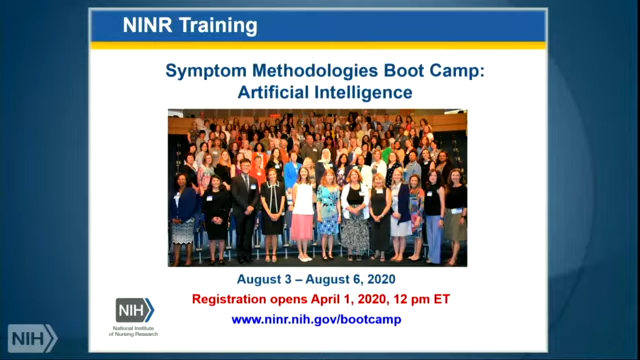 NINR Training
Symptom Methodologies Boot Camp:
Artificial Intelligence
August 3 – August 6, 2020
Registration opens April 1, 2020, 12 pm ET
www.ninr.nih.gov/bootcamp
NIH
National Institute
of Nursing Research
NIH